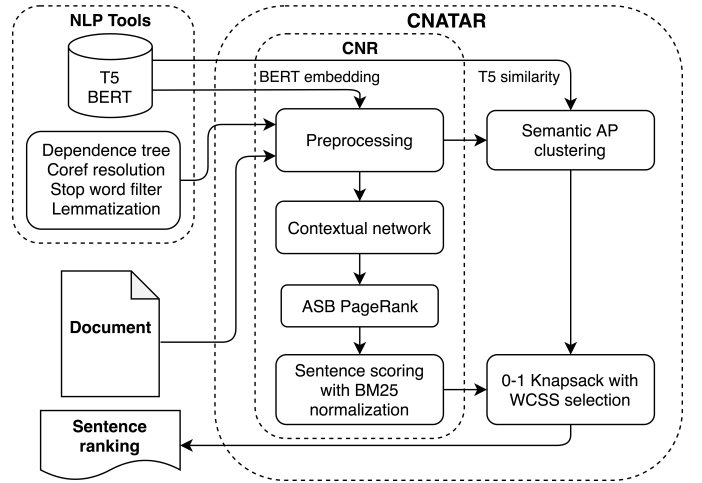 NLP Tools
CNATAR
CNR
T5
BERT
BERT embedding
T5 similarity
Dependence tree
Coref resolution
Stop word filter
Lemmatization
Preprocessing
Semantic AP
clustering
Contextual network
ASB PageRank
Document
Sentence scoring
with BM25
normalization
0-1 Knapsack with
WCSS selection
Sentence
ranking